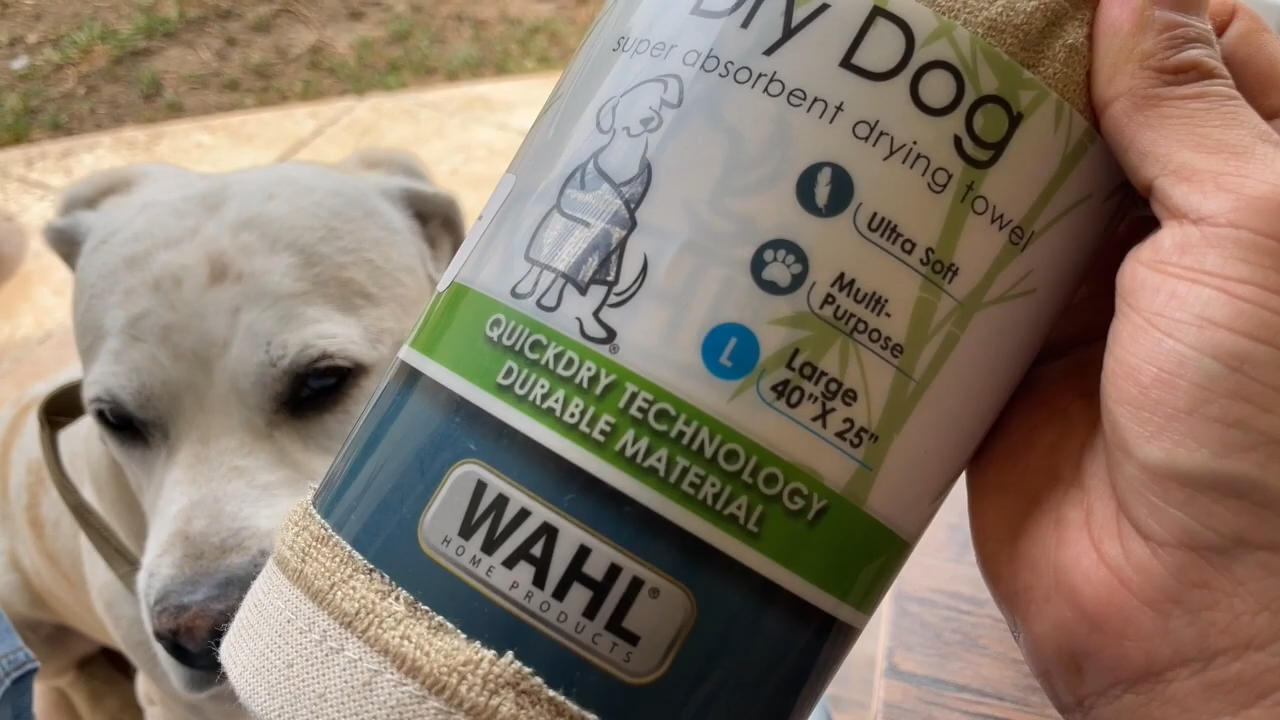 Dry Dog
super absorbent drying towel
Ultra Soft
Multi-
Purpose
L
Large
40"X 25"
®
QUICKDRY TECHNOLOGY
DURABLE MATERIAL
WAHL®
HOME PRODUCTS